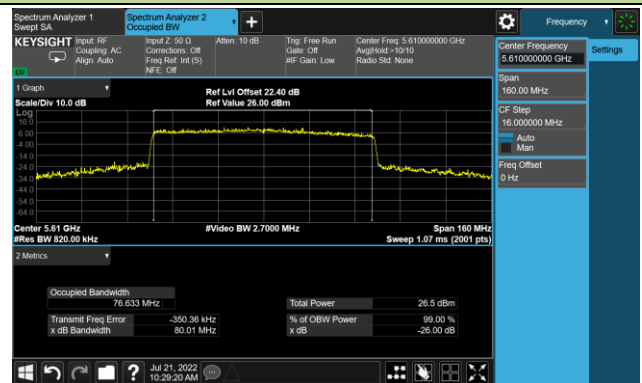 Spectrum Analyzer 1
Swept SA
Spectrum Analyzer 2
Occupied BW
+
Frequency
KEYSIGHT
Input: RF
Coupling: AC
Align: Auto
Input Z: 50 Ω
Corrections: Off
Freq Ref: Int (S)
NFE: Off
Atten: 10 dB
Trig: Free Run
Gate: Off
#IF Gain: Low
Center Freq: 5.610000000 GHz
Avg|Hold:>10/10
Radio Std: None
Center Frequency
5.610000000 GHz
Settings
Span
160.00 MHz
CF Step
16.000000 MHz
Auto
Man
Freq Offset
0 Hz
1 Graph
Scale/Div 10.0 dB
Ref Lvl Offset 22.40 dB
Ref Value 26.00 dBm
Log
16.0
6.00
-4.00
-14.0
-24.0
-34.0
-44.0
-54.0
-64.0
Center 5.61 GHz
#Video BW 2.7000 MHz
Span 160 MHz
#Res BW 820.00 kHz
Sweep 1.07 ms (2001 pts)
2 Metrics
Occupied Bandwidth
76.633 MHz
Total Power 26.5 dBm
Transmit Freq Error -350.36 kHz
% of OBW Power 99.00 %
x dB Bandwidth 80.01 MHz
x dB -26.00 dB
?
Jul 21, 2022
10:29:20 AM